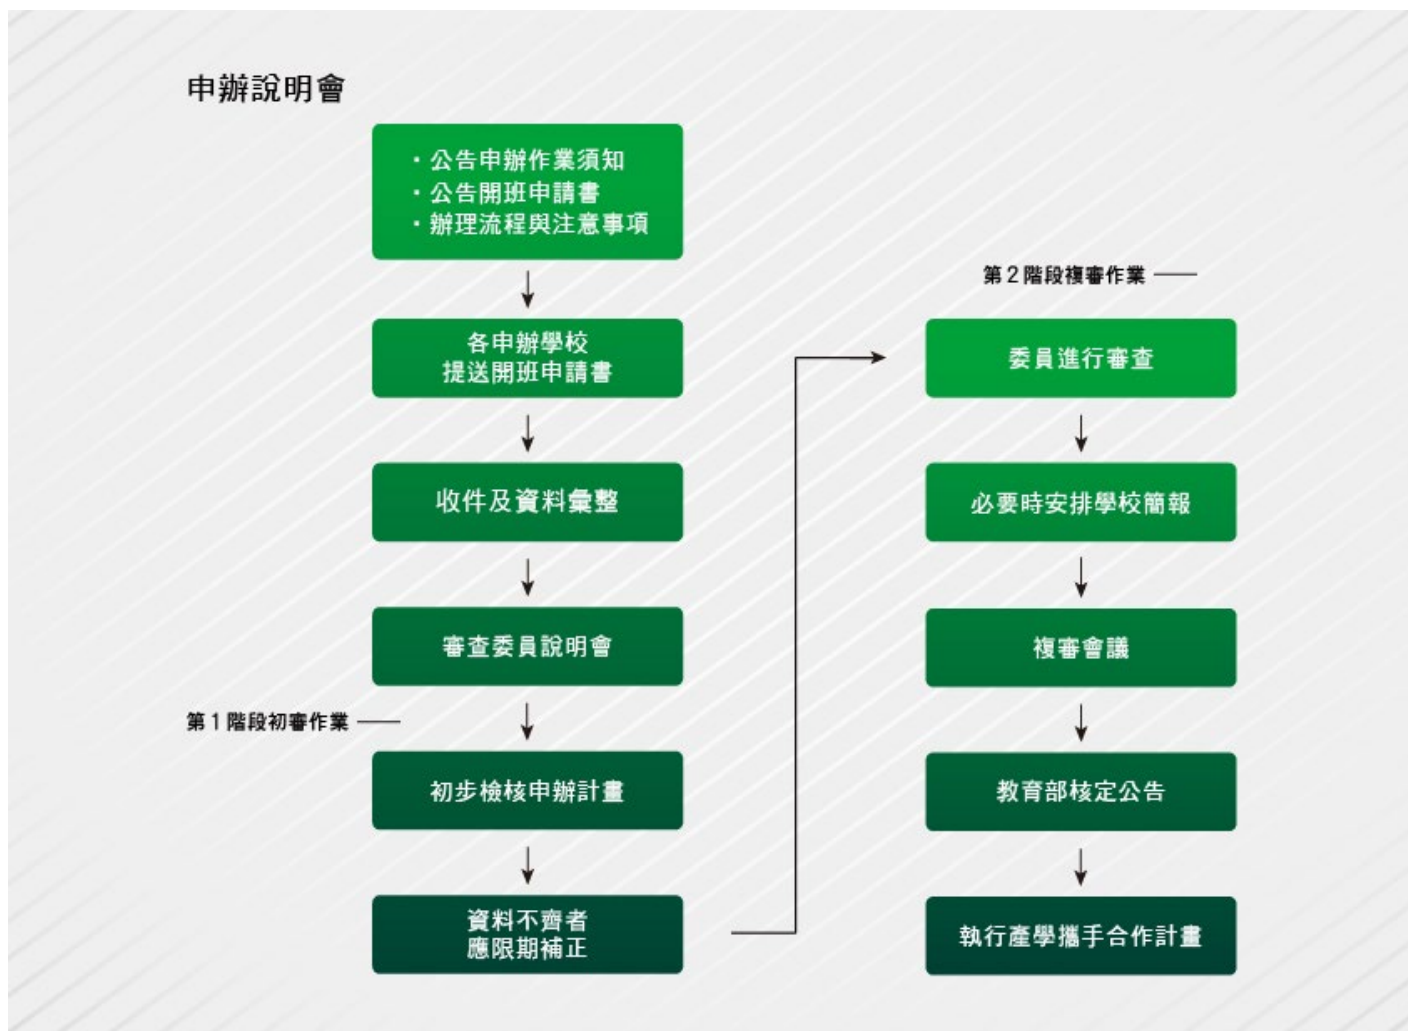 申辦說明會
・公告申辦作業須知
・公告開班申請書
・辦理流程與注意事項
各申辦學校
提送開班申請書
收件及資料彙整
審查委員說明會
第1階段初審作業
初步檢核申辦計畫
資料不齊者
應限期補正
第2階段複審作業
委員進行審查
必要時安排學校簡報
複審會議
教育部核定公告
執行產學攜手合作計畫